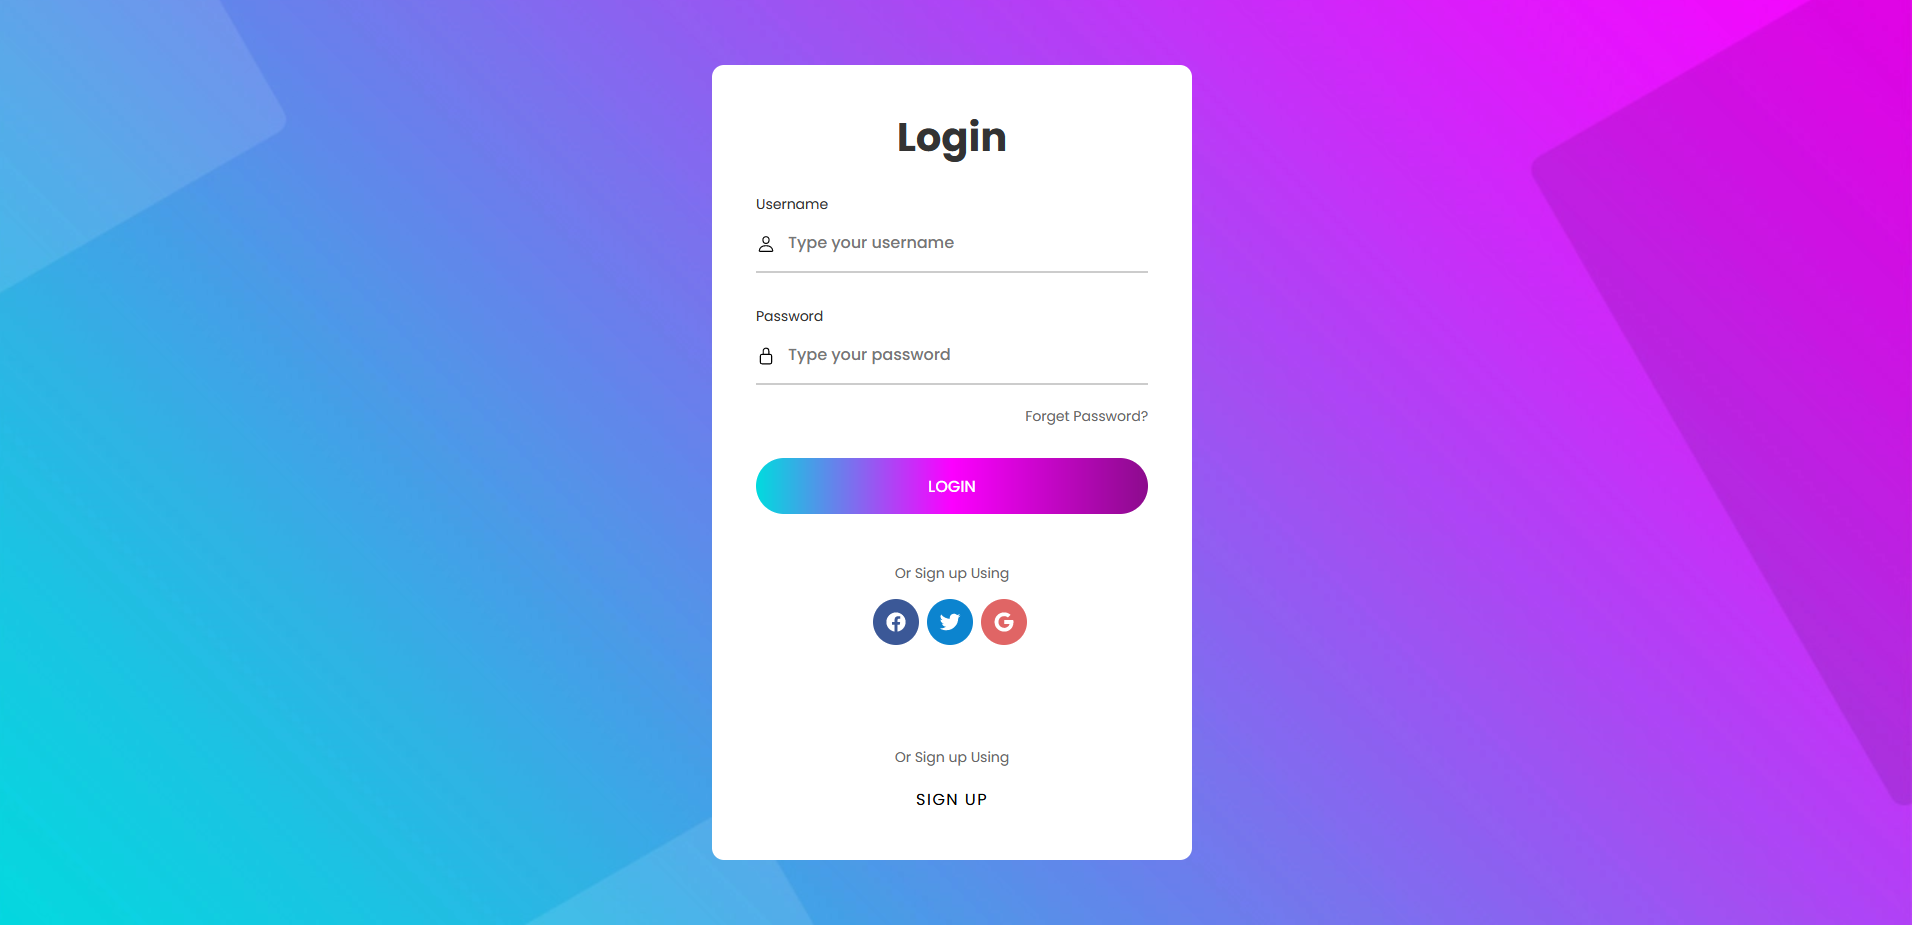 Login
Username
Type your username
Password
Type your password
Forget Password?
LOGIN
Or Sign up Using
Or Sign up Using
SIGN UP